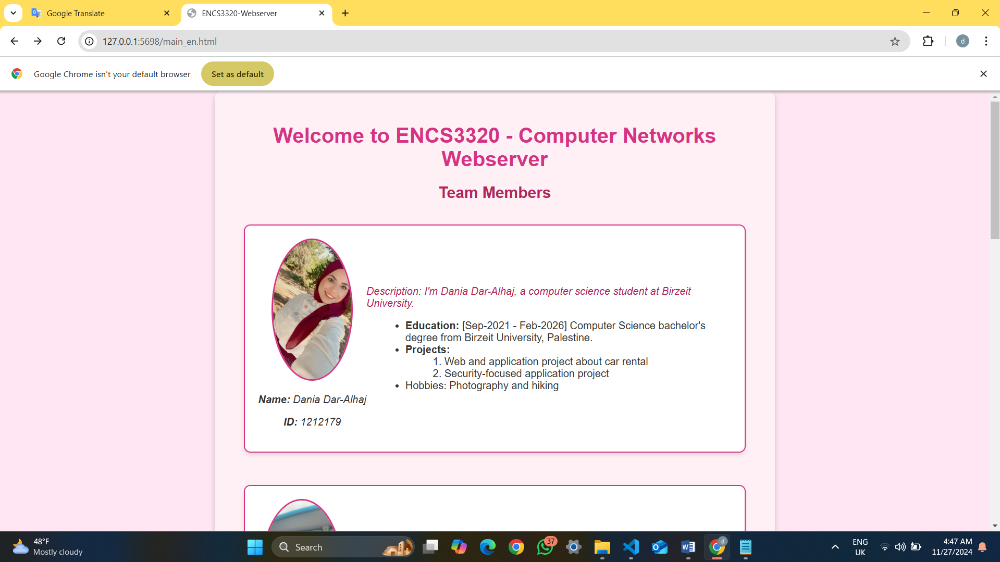 Google Translate
ENCS3320-Webserver
127.0.0.1:5698/main_en.html
d
Google Chrome isn't your default browser
Set as default
Welcome to ENCS3320 - Computer Networks
Webserver
Team Members
Description: I'm Dania Dar-Alhaj, a computer science student at Birzeit
University.
• Education: [Sep-2021 - Feb-2026] Computer Science bachelor's
degree from Birzeit University, Palestine.
• Projects:
1. Web and application project about car rental
2. Security-focused application project
• Hobbies: Photography and hiking
Name: Dania Dar-Alhaj
ID: 1212179
48°F
Mostly cloudy
Search
37
d
ENG
UK
4:47 AM
11/27/2024